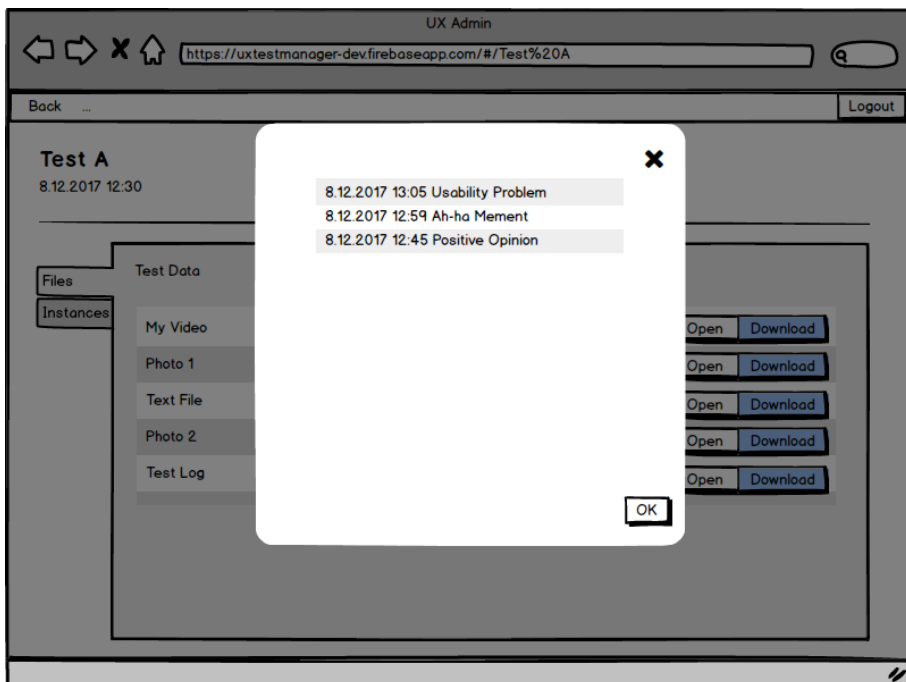 UX Admin
https://uxtestmanager-dev.firebaseapp.com/#/Test%20A
Back ... Logout
Test A
8.12.2017 12:30
8.12.2017 13:05 Usability Problem
8.12.2017 12:59 Ah-ha Mement
8.12.2017 12:45 Positive Opinion
Files
Instances
Test Data
My Video Open Download
Photo 1 Open Download
Text File Open Download
Photo 2 Open Download
Test Log Open Download
OK